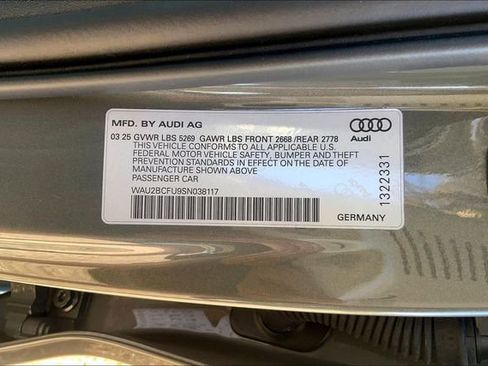 MFD. BY AUDI AG
03 25 GVWR LBS 5269 GAWR LBS FRONT 2668 /REAR 2778
THIS VEHICLE CONFORMS TO ALL APPLICABLE U.S.
FEDERAL MOTOR VEHICLE SAFETY, BUMPER AND THEFT
PREVENTION STANDARDS IN EFFECT ON THE DATE OF
MANUFACTURE SHOWN ABOVE
PASSENGER CAR
WAU2BCFU9SN038117
Audi
1322331
GERMANY